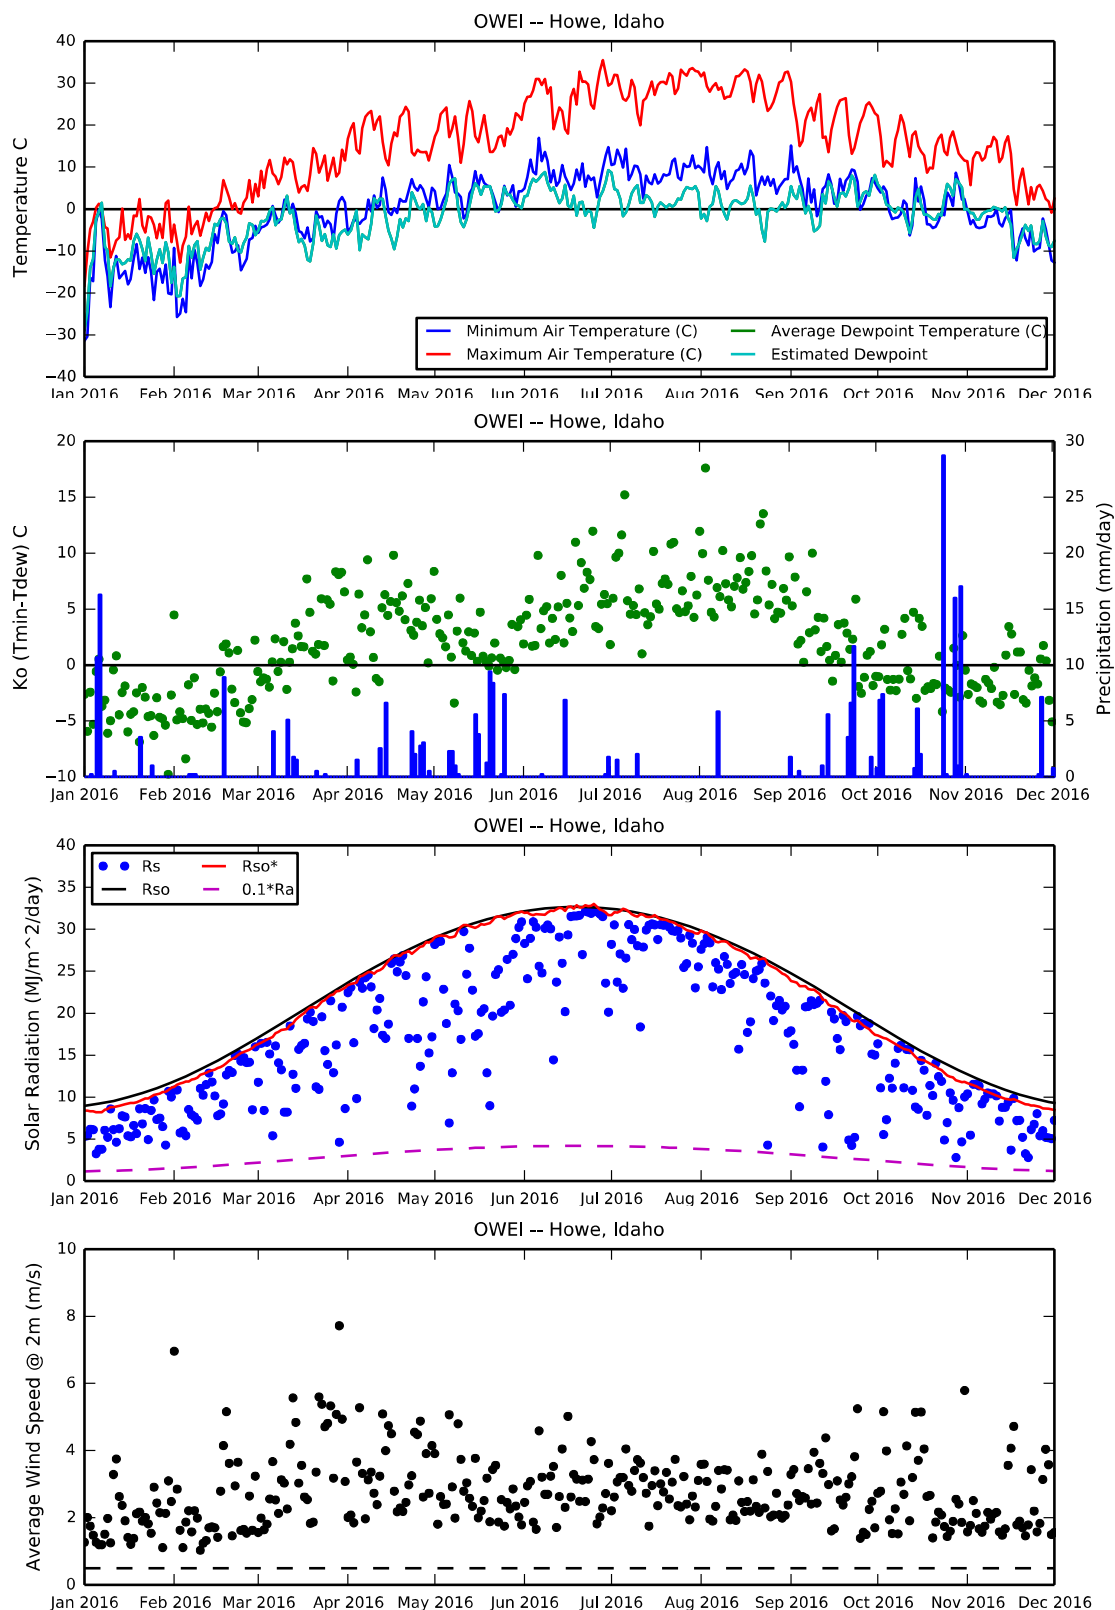 OWEI -- Howe, Idaho
40
30
20
10
0
−10
−20
−30
−40
Temperature C
Minimum Air Temperature (C)
Average Dewpoint Temperature (C)
Maximum Air Temperature (C)
Estimated Dewpoint
Jan 2016 Feb 2016 Mar 2016 Apr 2016 May 2016 Jun 2016 Jul 2016 Aug 2016 Sep 2016 Oct 2016 Nov 2016 Dec 2016
OWEI -- Howe, Idaho
20
15
10
5
0
−5
−10
Ko (Tmin-Tdew) C
30
25
20
15
10
5
0
Precipitation (mm/day)
Jan 2016 Feb 2016 Mar 2016 Apr 2016 May 2016 Jun 2016 Jul 2016 Aug 2016 Sep 2016 Oct 2016 Nov 2016 Dec 2016
OWEI -- Howe, Idaho
40
35
30
25
20
15
10
5
0
Solar Radiation (MJ/m^2/day)
Rs
Rso*
Rso
0.1*Ra
Jan 2016 Feb 2016 Mar 2016 Apr 2016 May 2016 Jun 2016 Jul 2016 Aug 2016 Sep 2016 Oct 2016 Nov 2016 Dec 2016
OWEI -- Howe, Idaho
10
8
6
4
2
0
Average Wind Speed @ 2m (m/s)
Jan 2016 Feb 2016 Mar 2016 Apr 2016 May 2016 Jun 2016 Jul 2016 Aug 2016 Sep 2016 Oct 2016 Nov 2016 Dec 2016